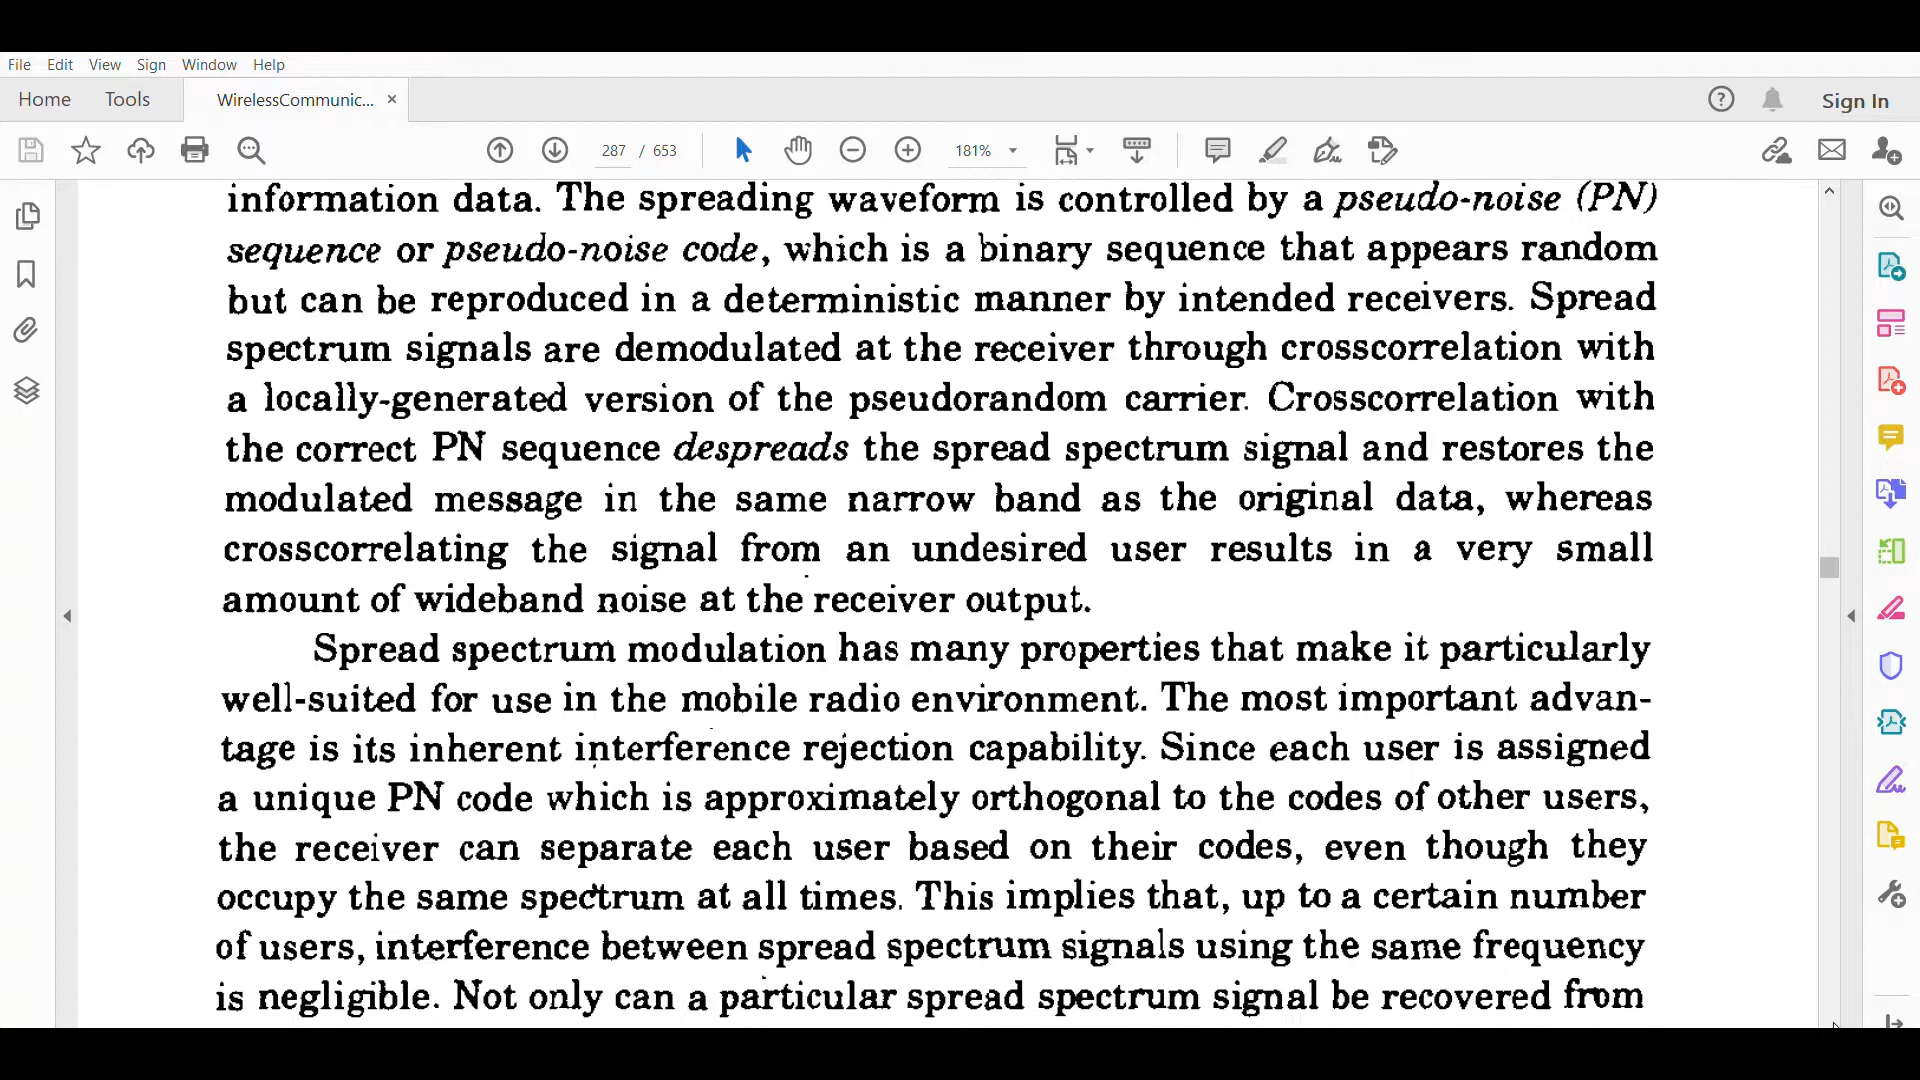 File Edit View Sign Window Help
Home Tools WirelessCommunic... × Sign In
287 / 653 181%
information data. The spreading waveform is controlled by a pseudo-noise (PN)
sequence or pseudo-noise code, which is a binary sequence that appears random
but can be reproduced in a deterministic manner by intended receivers. Spread
spectrum signals are demodulated at the receiver through crosscorrelation with
a locally-generated version of the pseudorandom carrier. Crosscorrelation with
the correct PN sequence despreads the spread spectrum signal and restores the
modulated message in the same narrow band as the original data, whereas
crosscorrelating the signal from an undesired user results in a very small
amount of wideband noise at the receiver output.
Spread spectrum modulation has many properties that make it particularly
well-suited for use in the mobile radio environment. The most important advan-
tage is its inherent interference rejection capability. Since each user is assigned
a unique PN code which is approximately orthogonal to the codes of other users,
the receiver can separate each user based on their codes, even though they
occupy the same spectrum at all times. This implies that, up to a certain number
of users, interference between spread spectrum signals using the same frequency
is negligible. Not only can a particular spread spectrum signal be recovered from